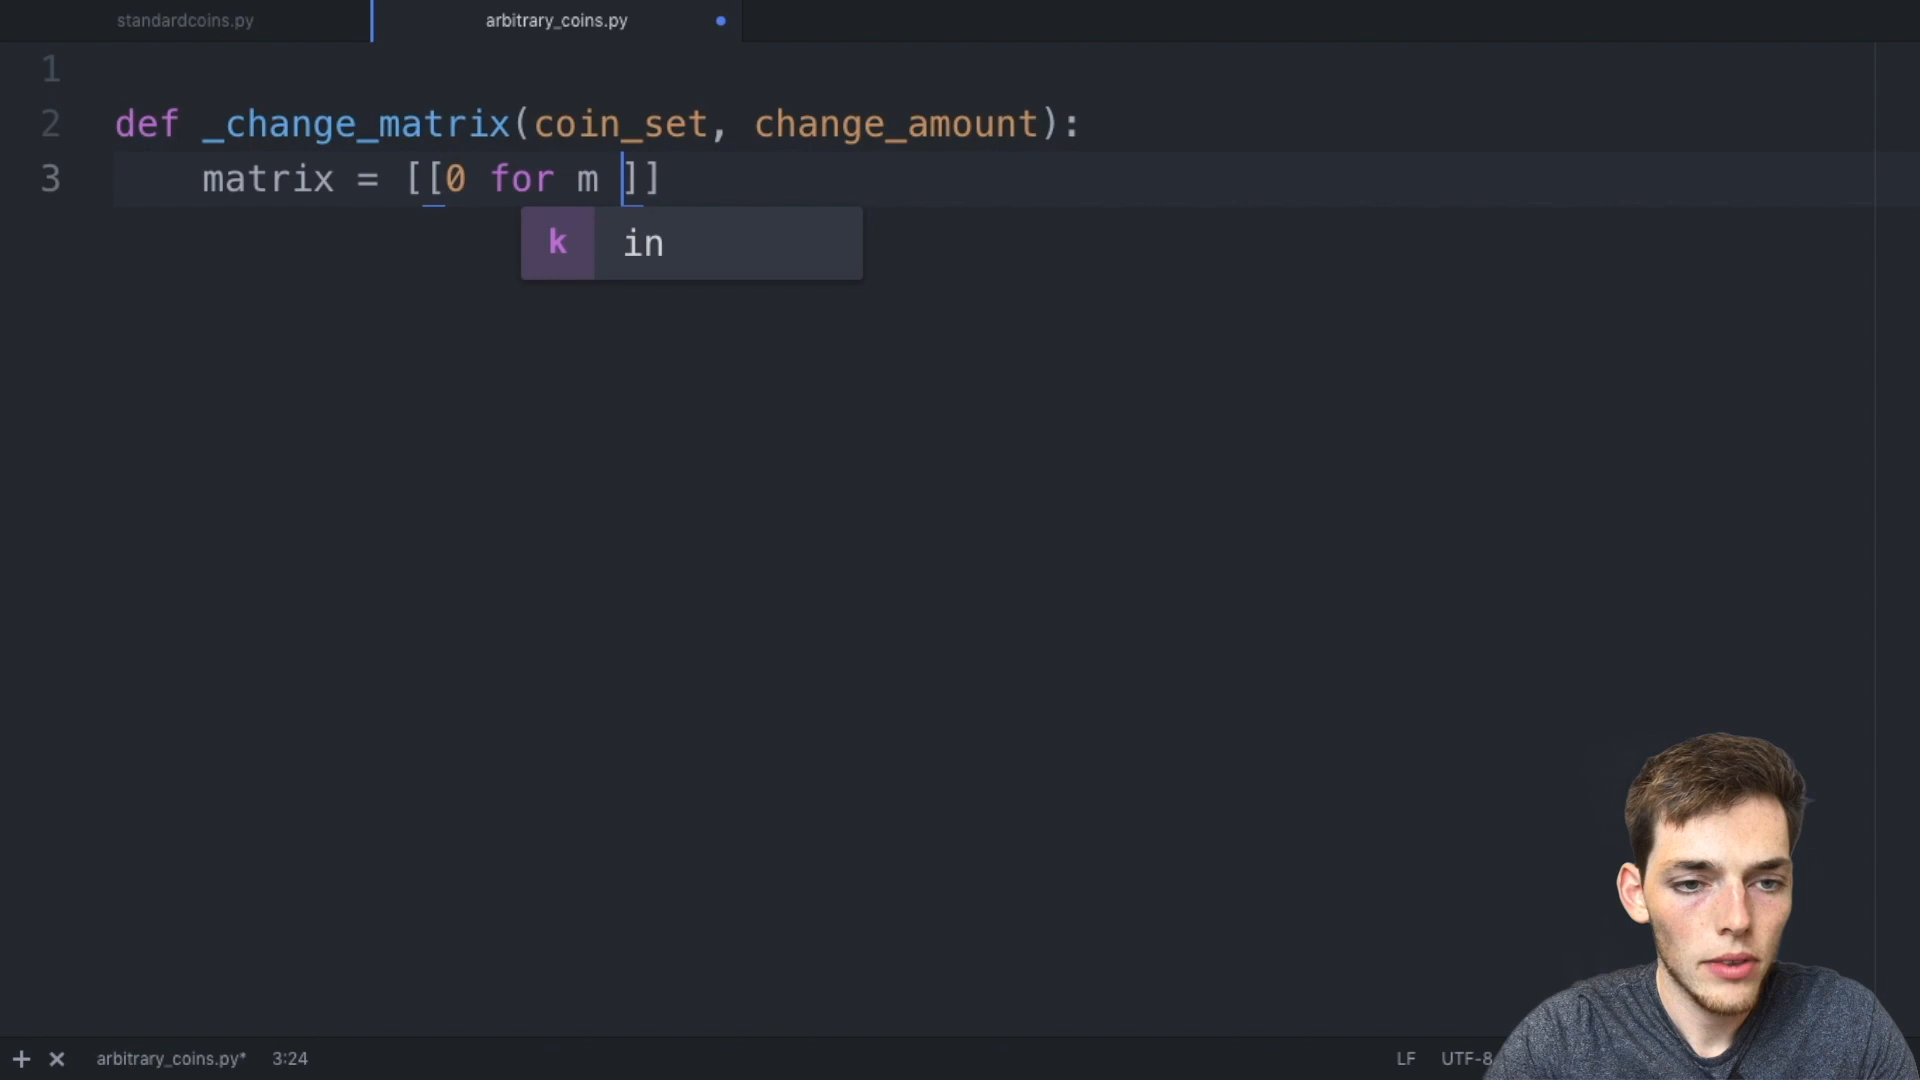 standardcoins.py
arbitrary_coins.py
1
2 def _change_matrix(coin_set, change_amount):
3 matrix = [[0 for m ]]
k in
arbitrary_coins.py* 3:24 LF UTF-8